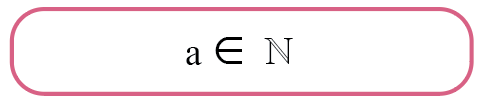 a ∈ ℕ